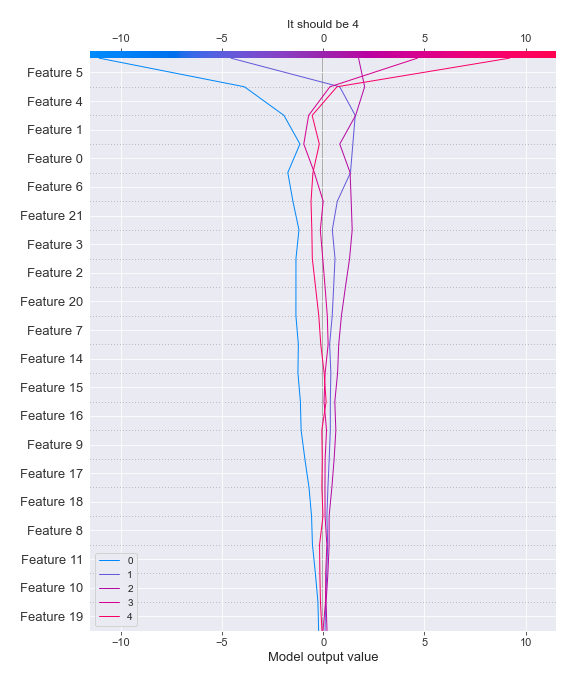 It should be 4
−10 −5 0 5 10
Feature 5
Feature 4
Feature 1
Feature 0
Feature 6
Feature 21
Feature 3
Feature 2
Feature 20
Feature 7
Feature 14
Feature 15
Feature 16
Feature 9
Feature 17
Feature 18
Feature 8
Feature 11
Feature 10
Feature 19
0
1
2
3
4
−10 −5 0 5 10
Model output value